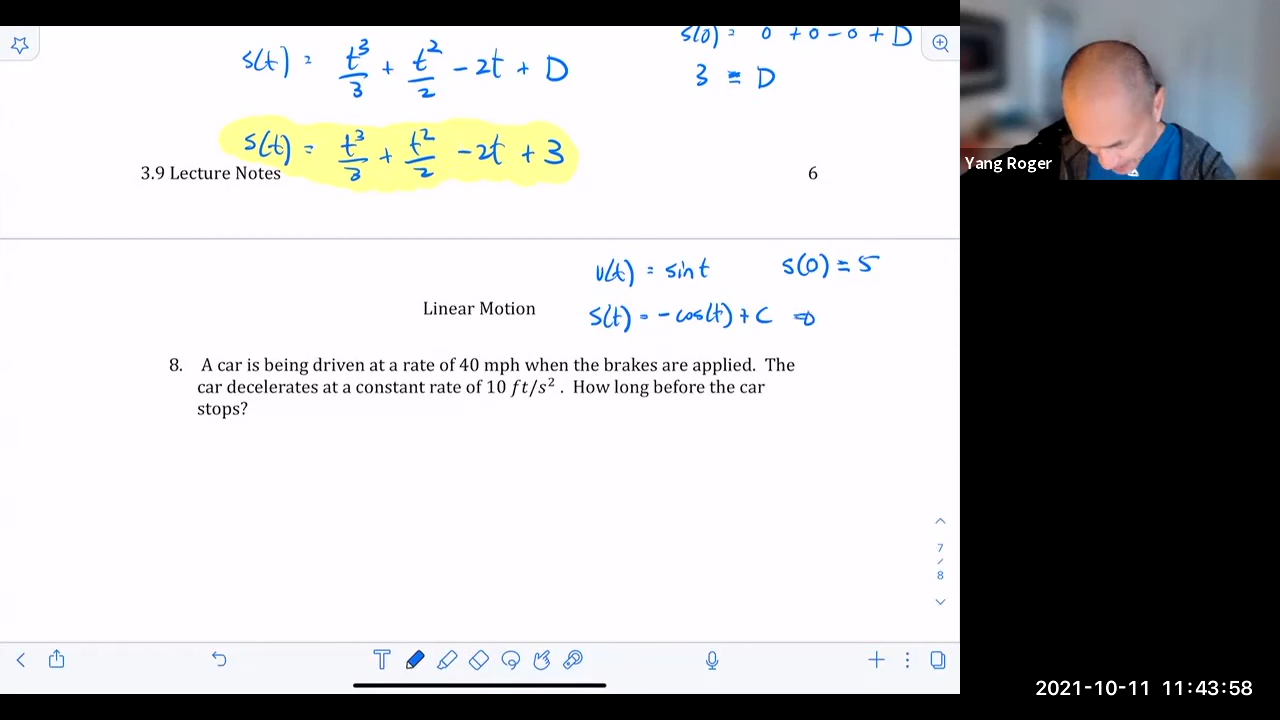 s(t) = t³/3 + t²/2 - 2t + D
s(0) = 0 + 0 - 0 + D
3 = D
s(t) = t³/3 + t²/2 - 2t + 3
3.9 Lecture Notes 6
v(t) = sin t s(0) = 5
Linear Motion
s(t) = -cos(t) + C ⇒
8. A car is being driven at a rate of 40 mph when the brakes are applied. The
car decelerates at a constant rate of 10 ft/s² . How long before the car
stops?
7
/
8
T
Yang Roger
2021-10-11 11:43:58